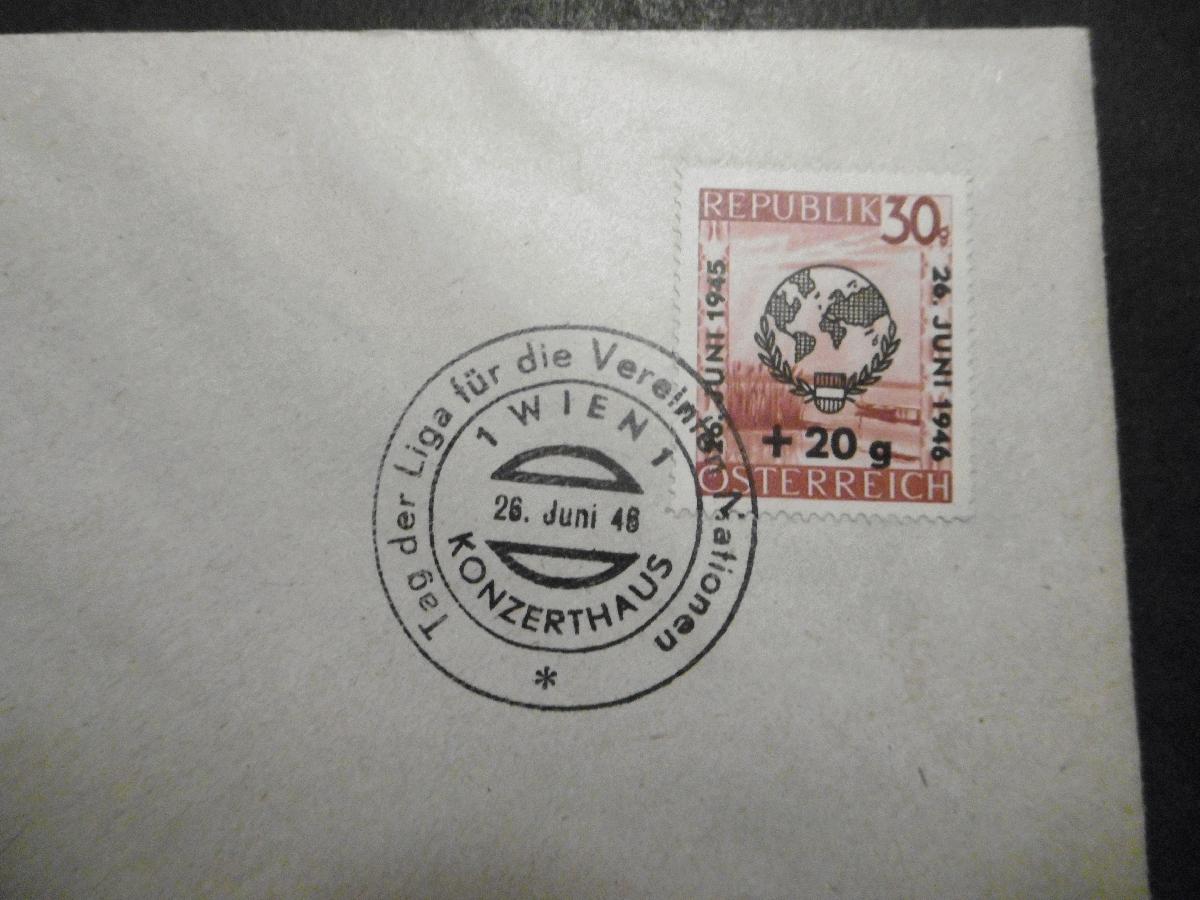 REPUBLIK 30g
26. JUNI 1945
26. JUNI 1946
+ 20 g
ÖSTERREICH
Tag der Liga für die Vereinten Nationen
1 WIEN 1
26. Juni 46
KONZERTHAUS
*